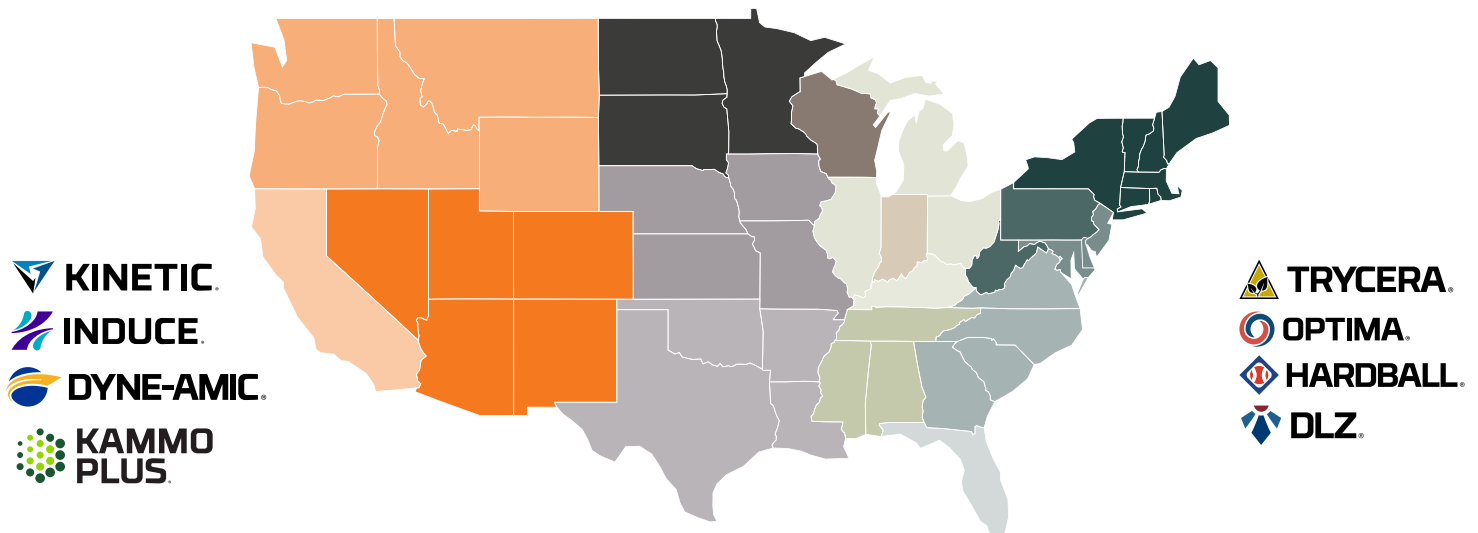 KINETIC®
INDUCE®
DYNE-AMIC®
KAMMO
PLUS®
TRYCERA®
OPTIMA®
HARDBALL®
DLZ®